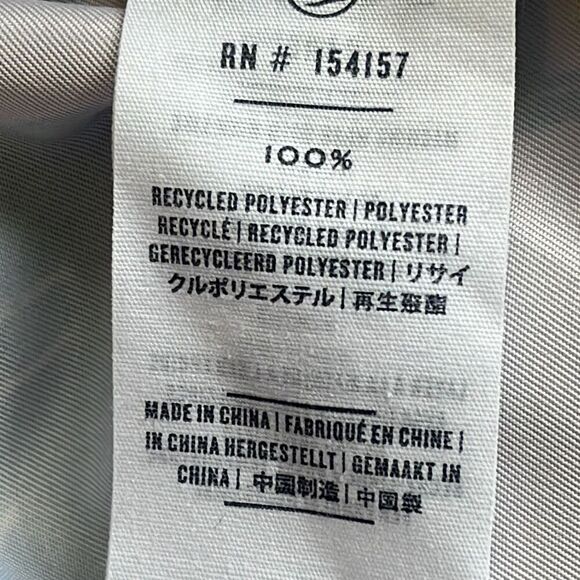 RN # 154157
100%
RECYCLED POLYESTER | POLYESTER
RECYCLÉ | RECYCLED POLYESTER |
GERECYCLEERD POLYESTER | リサイ
クルポリエステル | 再生聚酯
MADE IN CHINA | FABRIQUÉ EN CHINE |
IN CHINA HERGESTELLT | GEMAAKT IN
CHINA | 中国制造 | 中国製